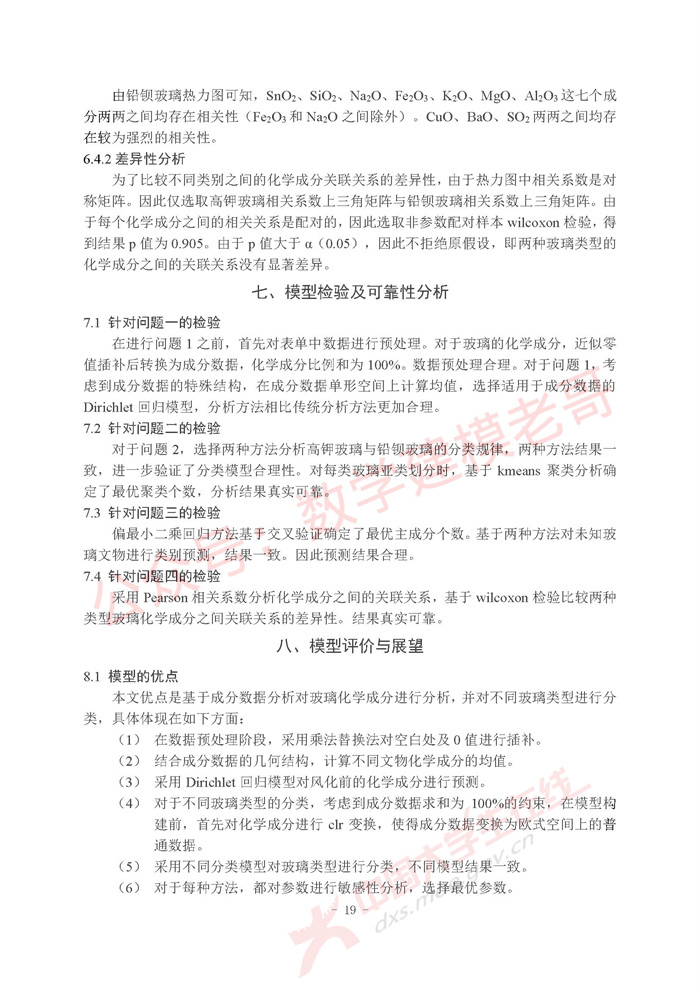 由铅钡玻璃热力图可知，SnO₂、SiO₂、Na₂O、Fe₂O₃、K₂O、MgO、Al₂O₃这七个成
分两两之间均存在相关性（Fe₂O₃和Na₂O之间除外）。CuO、BaO、SO₂两两之间均存
在较为强烈的相关性。
6.4.2 差异性分析
为了比较不同类别之间的化学成分关联关系的差异性，由于热力图中相关系数是对
称矩阵。因此仅选取高钾玻璃相关系数上三角矩阵与铅钡玻璃相关系数上三角矩阵。由
于每个化学成分之间的相关关系是配对的，因此选取非参数配对样本 wilcoxon 检验，得
到结果 p 值为 0.905。由于 p 值大于 α（0.05），因此不拒绝原假设，即两种玻璃类型的
化学成分之间的关联关系没有显著差异。
七、模型检验及可靠性分析
7.1 针对问题一的检验
在进行问题 1 之前，首先对表单中数据进行预处理。对于玻璃的化学成分，近似零
值插补后转换为成分数据，化学成分比例和为 100%。数据预处理合理。对于问题 1，考
虑到成分数据的特殊结构，在成分数据单形空间上计算均值，选择适用于成分数据的
Dirichlet 回归模型，分析方法相比传统分析方法更加合理。
7.2 针对问题二的检验
对于问题 2，选择两种方法分析高钾玻璃与铅钡玻璃的分类规律，两种方法结果一
致，进一步验证了分类模型合理性。对每类玻璃亚类划分时，基于 kmeans 聚类分析确
定了最优聚类个数，分析结果真实可靠。
7.3 针对问题三的检验
偏最小二乘回归方法基于交叉验证确定了最优主成分个数。基于两种方法对未知玻
璃文物进行类别预测，结果一致。因此预测结果合理。
7.4 针对问题四的检验
采用 Pearson 相关系数分析化学成分之间的关联关系，基于 wilcoxon 检验比较两种
类型玻璃化学成分之间关联关系的差异性。结果真实可靠。
八、模型评价与展望
8.1 模型的优点
本文优点是基于成分数据分析对玻璃化学成分进行分析，并对不同玻璃类型进行分
类，具体体现在如下方面：
（1） 在数据预处理阶段，采用乘法替换法对空白处及 0 值进行插补。
（2） 结合成分数据的几何结构，计算不同文物化学成分的均值。
（3） 采用 Dirichlet 回归模型对风化前的化学成分进行预测。
（4） 对于不同玻璃类型的分类，考虑到成分数据求和为 100%的约束，在模型构
建前，首先对化学成分进行 clr 变换，使得成分数据变换为欧式空间上的普
通数据。
（5） 采用不同分类模型对玻璃类型进行分类，不同模型结果一致。
（6） 对于每种方法，都对参数进行敏感性分析，选择最优参数。
- 19 -
公众号：数学建模老哥
中国大学生在线
dxs.moe.gov.cn